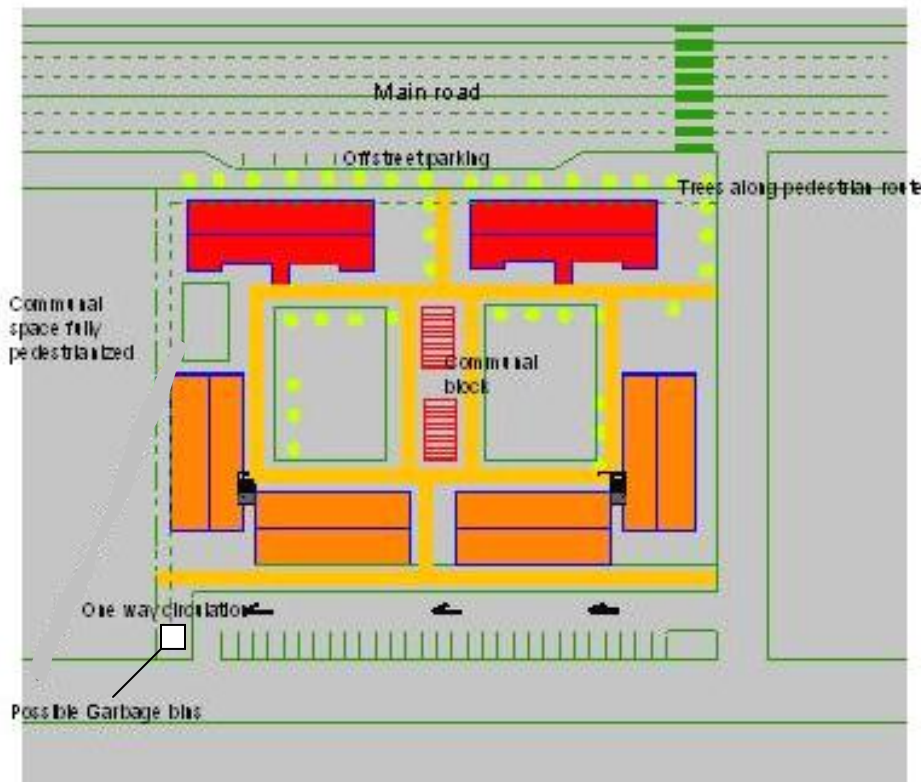 Main road
Offstreet parking
Trees along pedestrian route
Communal
space fully
pedestrianized
Communal
block
One way circulation
Possible Garbage bins